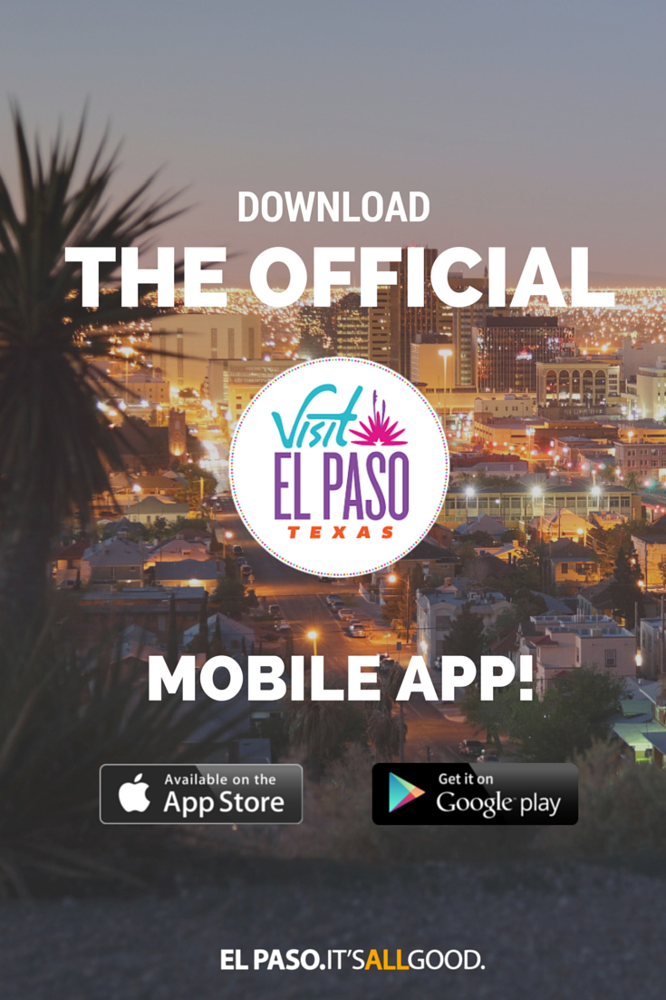 DOWNLOAD
THE OFFICIAL
Visit
EL PASO
TEXAS
MOBILE APP!
Available on the
App Store
Get it on
Google play
EL PASO.IT'SALLGOOD.